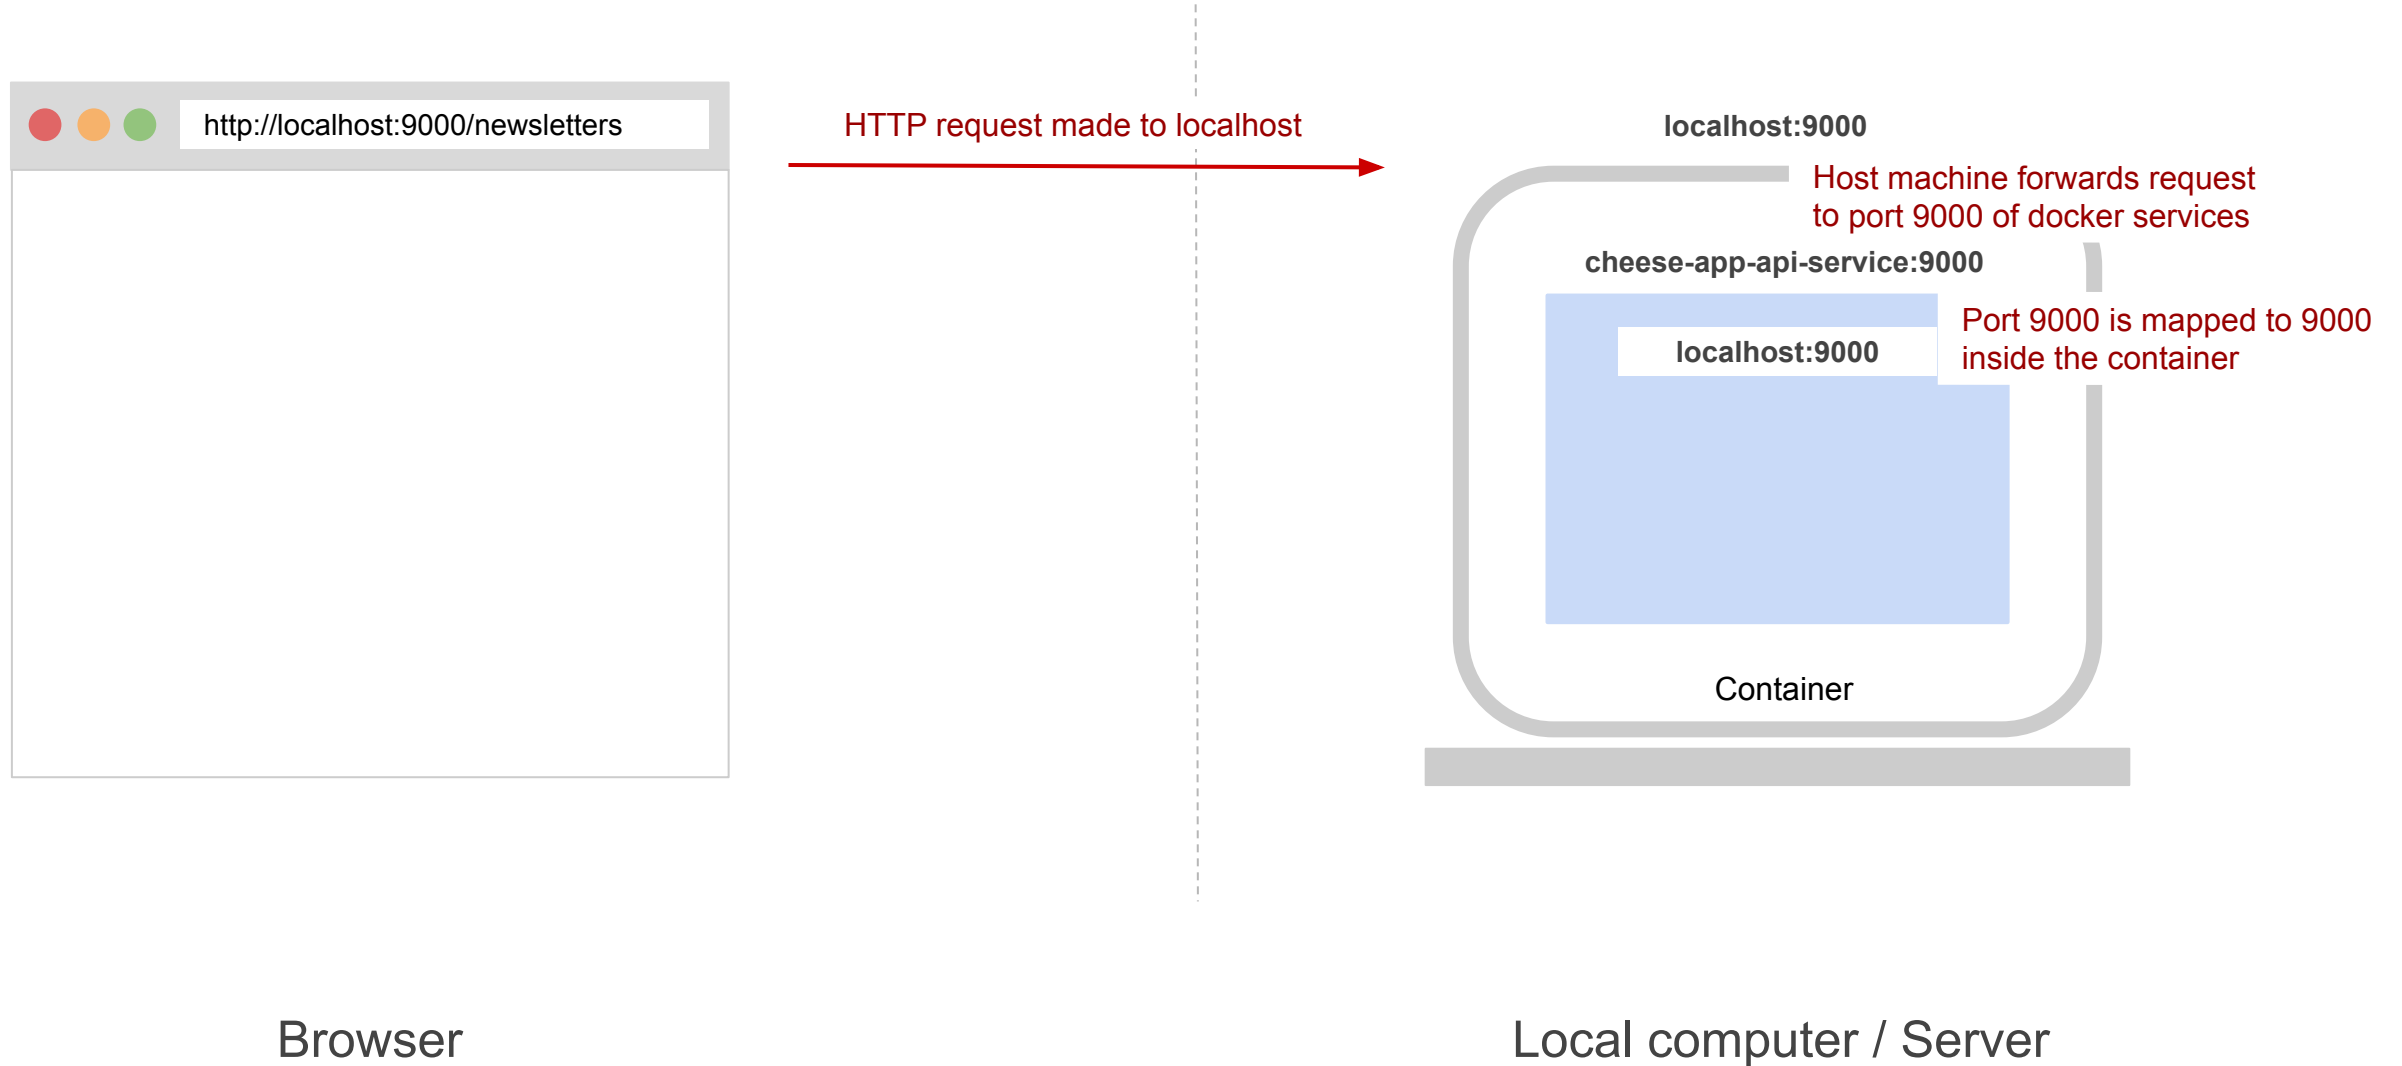 http://localhost:9000/newsletters
HTTP request made to localhost
localhost:9000
Host machine forwards request
to port 9000 of docker services
cheese-app-api-service:9000
localhost:9000
Port 9000 is mapped to 9000
inside the container
Container
Browser
Local computer / Server